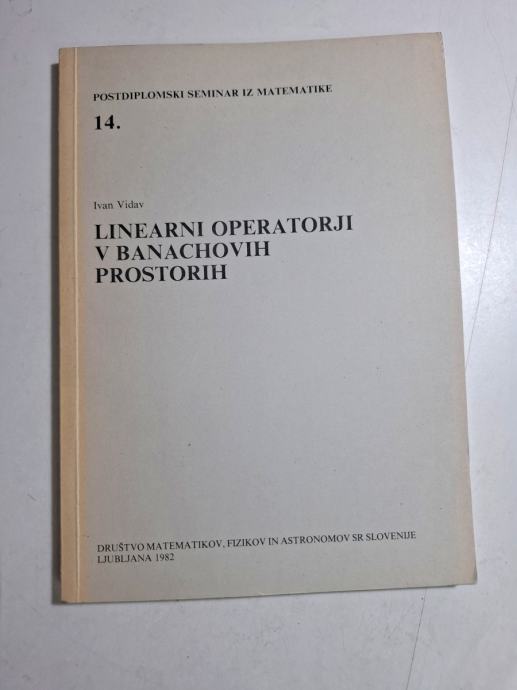 POSTDIPLOMSKI SEMINAR IZ MATEMATIKE
14.
Ivan Vidav
LINEARNI OPERATORJI
V BANACHOVIH
PROSTORIH
DRUŠTVO MATEMATIKOV, FIZIKOV IN ASTRONOMOV SR SLOVENIJE
LJUBLJANA 1982